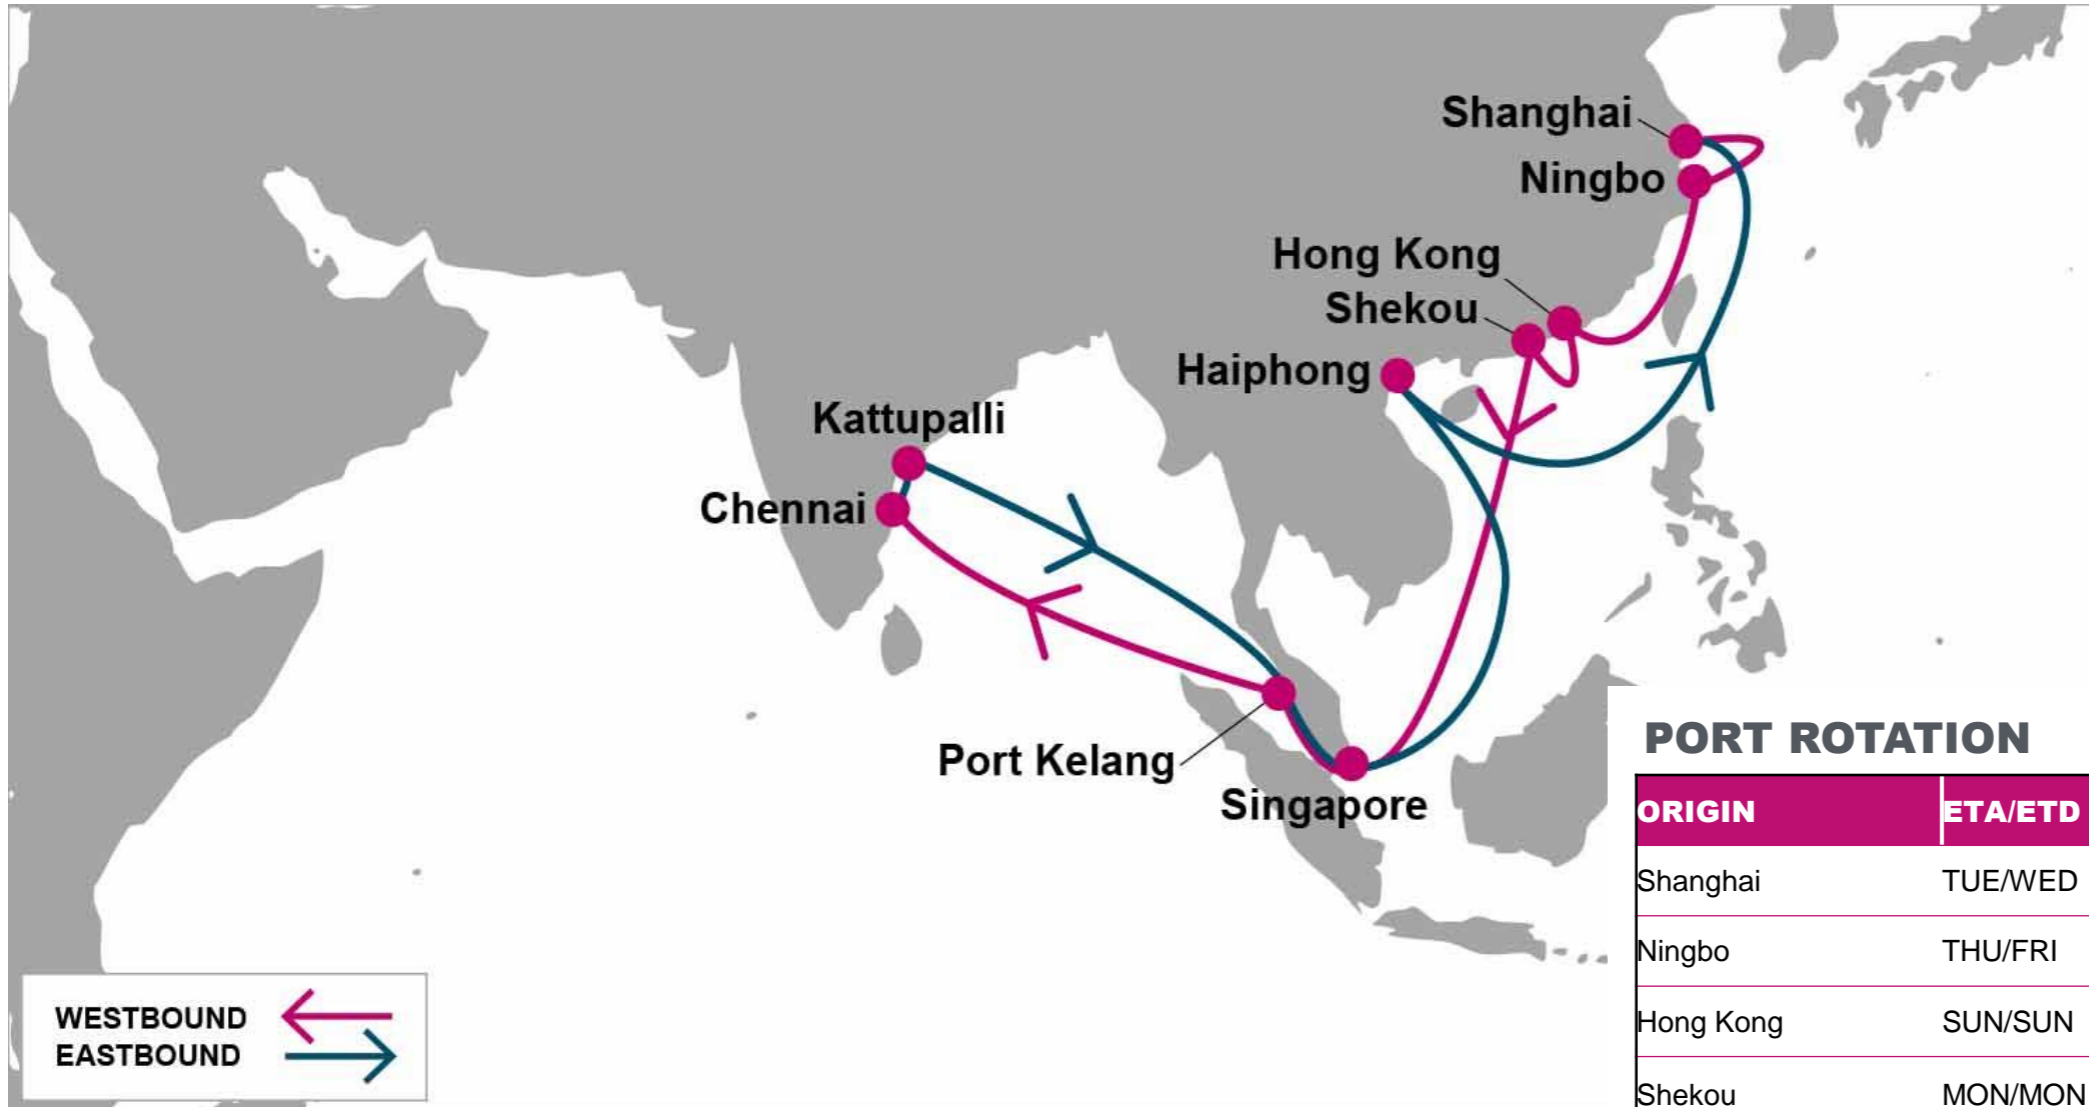 Shanghai
Ningbo
Hong Kong
Shekou
Haiphong
Kattupalli
Chennai
Port Kelang
Singapore
WESTBOUND
EASTBOUND
PORT ROTATION
ORIGIN ETA/ETD
Shanghai TUE/WED
Ningbo THU/FRI
Hong Kong SUN/SUN
Shekou MON/MON